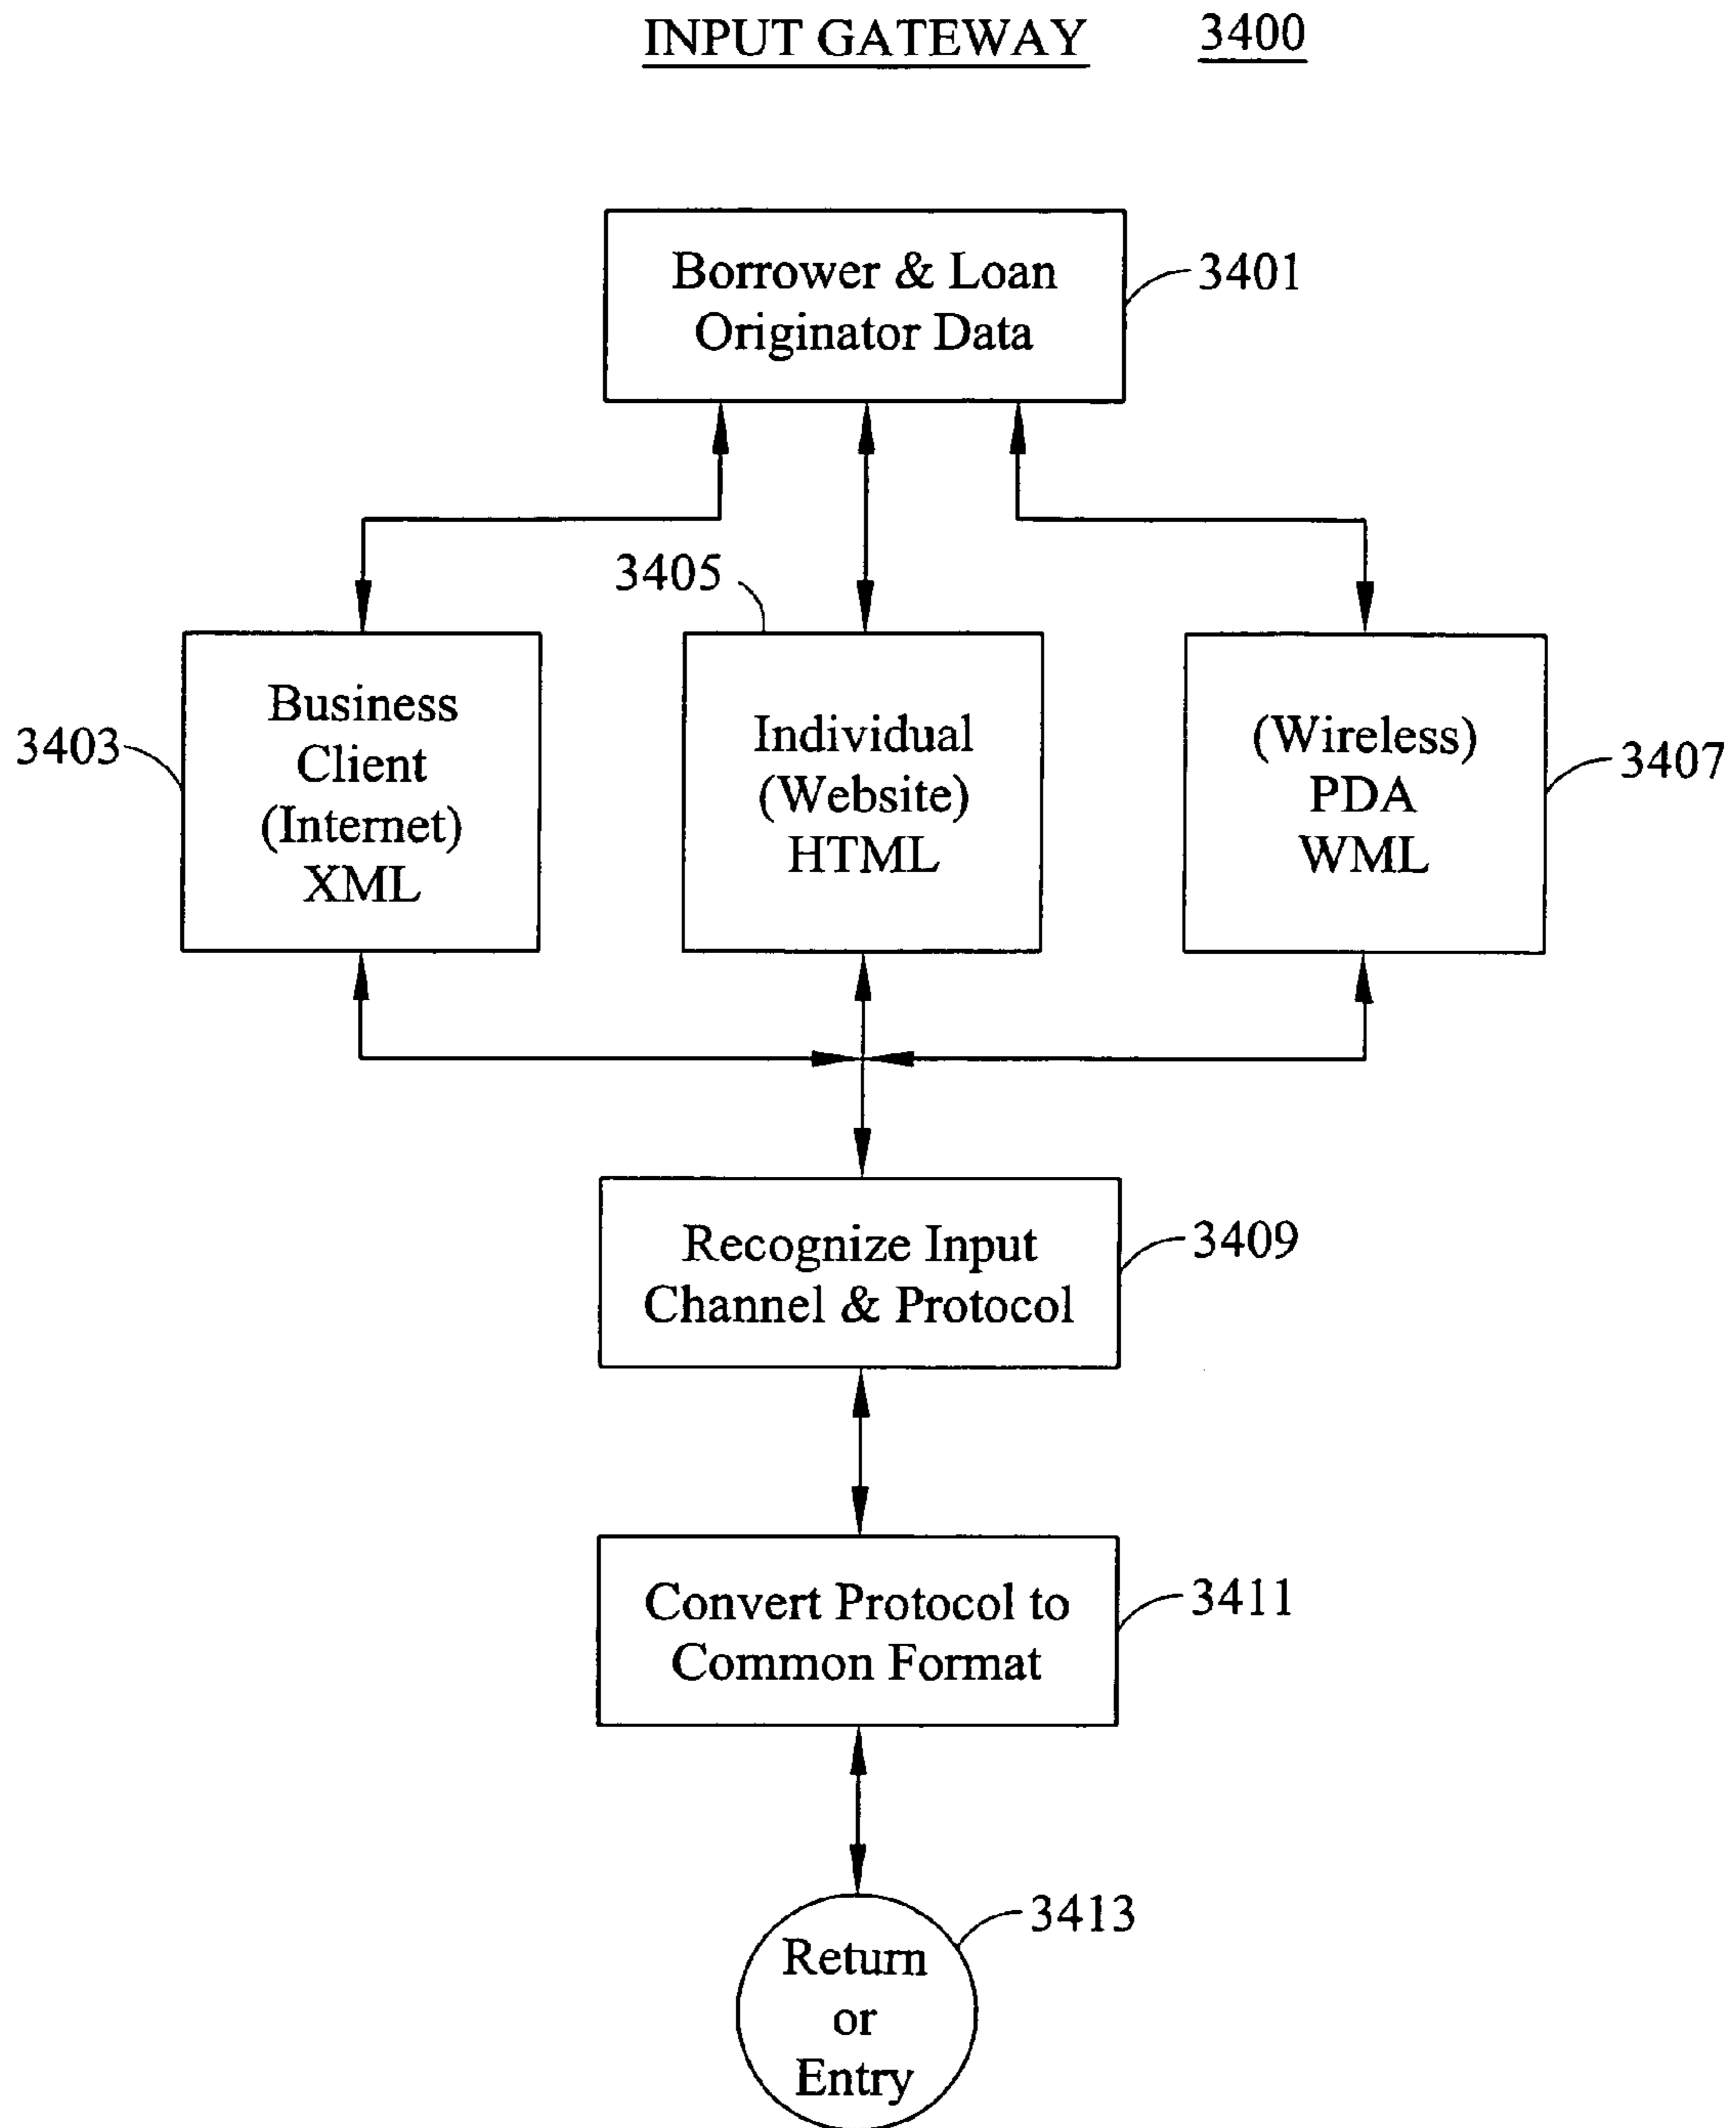 INPUT GATEWAY 3400
Borrower & Loan
Originator Data
3401
3405
3403
Business
Client
(Internet)
XML
Individual
(Website)
HTML
(Wireless)
PDA
WML
3407
Recognize Input
Channel & Protocol
3409
Convert Protocol to
Common Format
3411
3413
Return
or
Entry